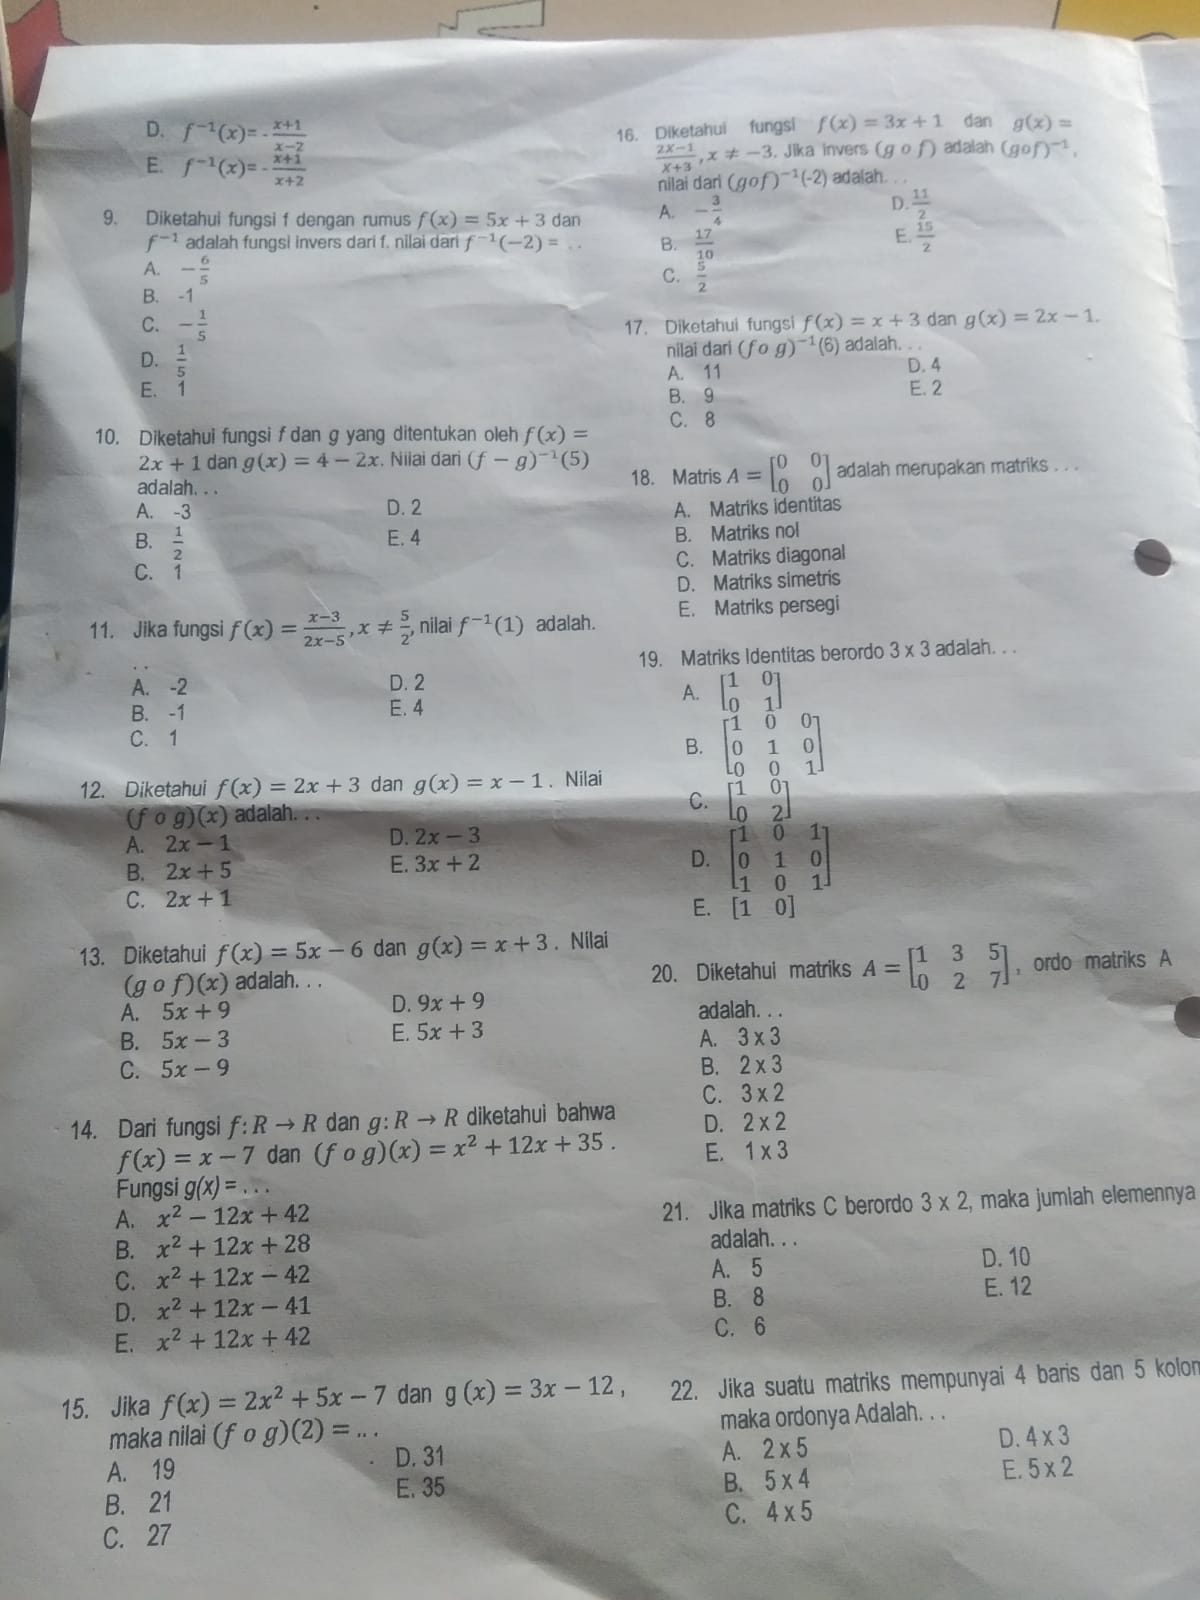 D. f⁻¹(x)= - (x+1)/(x−2)
E. f⁻¹(x)= - (x+1)/(x+2)
9. Diketahui fungsi f dengan rumus f(x) = 5x + 3 dan
f⁻¹ adalah fungsi invers dari f. nilai dari f⁻¹(−2) = . .
A. −6/5
B. -1
C. −1/5
D. 1/5
E. 1
10. Diketahui fungsi f dan g yang ditentukan oleh f(x) =
2x + 1 dan g(x) = 4 − 2x. Nilai dari (f − g)⁻¹(5)
adalah. . .
A. -3 D. 2
B. 1/2 E. 4
C. 1
11. Jika fungsi f(x) = (x−3)/(2x−5), x ≠ 5/2, nilai f⁻¹(1) adalah.
. .
A. -2 D. 2
B. -1 E. 4
C. 1
12. Diketahui f(x) = 2x + 3 dan g(x) = x − 1. Nilai
(f o g)(x) adalah. . .
A. 2x − 1 D. 2x − 3
B. 2x + 5 E. 3x + 2
C. 2x + 1
13. Diketahui f(x) = 5x − 6 dan g(x) = x + 3. Nilai
(g o f)(x) adalah. . .
A. 5x + 9 D. 9x + 9
B. 5x − 3 E. 5x + 3
C. 5x − 9
14. Dari fungsi f: R → R dan g: R → R diketahui bahwa
f(x) = x − 7 dan (f o g)(x) = x² + 12x + 35 .
Fungsi g(x) = . . .
A. x² − 12x + 42
B. x² + 12x + 28
C. x² + 12x − 42
D. x² + 12x − 41
E. x² + 12x + 42
15. Jika f(x) = 2x² + 5x − 7 dan g (x) = 3x − 12 ,
maka nilai (f o g)(2) = .. .
A. 19 D. 31
B. 21 E. 35
C. 27
16. Diketahui fungsi f(x) = 3x + 1 dan g(x) =
(2X−1)/(X+3), x ≠ −3. Jika invers (g o f) adalah (gof)⁻¹,
nilai dari (gof)⁻¹(-2) adalah. . .
A. −3/4 D. 11/2
B. 17/10 E. 15/2
C. 5/2
17. Diketahui fungsi f(x) = x + 3 dan g(x) = 2x − 1.
nilai dari (f o g)⁻¹(6) adalah. . .
A. 11 D. 4
B. 9 E. 2
C. 8
18. Matris A = [0 0; 0 0] adalah merupakan matriks . . .
A. Matriks identitas
B. Matriks nol
C. Matriks diagonal
D. Matriks simetris
E. Matriks persegi
19. Matriks Identitas berordo 3 x 3 adalah. . .
A. [1 0; 0 1]
B. [1 0 0; 0 1 0; 0 0 1]
C. [1 0; 0 2]
D. [1 0 1; 0 1 0; 1 0 1]
E. [1 0]
20. Diketahui matriks A = [1 3 5; 0 2 7], ordo matriks A
adalah. . .
A. 3 x 3
B. 2 x 3
C. 3 x 2
D. 2 x 2
E. 1 x 3
21. Jika matriks C berordo 3 x 2, maka jumlah elemennya
adalah. . .
A. 5 D. 10
B. 8 E. 12
C. 6
22. Jika suatu matriks mempunyai 4 baris dan 5 kolom
maka ordonya Adalah. . .
A. 2 x 5 D. 4 x 3
B. 5 x 4 E. 5 x 2
C. 4 x 5